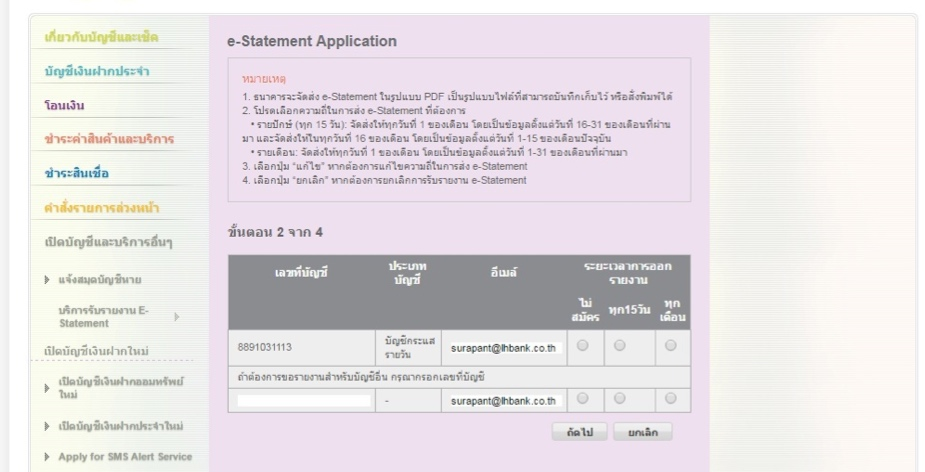 เกี่ยวกับบัญชีและเช็ค
บัญชีเงินฝากประจำ
โอนเงิน
ชำระค่าสินค้าและบริการ
ชำระสินเชื่อ
คำสั่งรายการล่วงหน้า
เปิดบัญชีและบริการอื่นๆ
แจ้งสมุดบัญชีหาย
บริการรับรายงาน E-
Statement
เปิดบัญชีเงินฝากใหม่
เปิดบัญชีเงินฝากออมทรัพย์
ใหม่
เปิดบัญชีเงินฝากประจำใหม่
Apply for SMS Alert Service
e-Statement Application
หมายเหตุ
1. ธนาคารจะจัดส่ง e-Statement ในรูปแบบ PDF เป็นรูปแบบไฟล์ที่สามารถบันทึกเก็บไว้ หรือสั่งพิมพ์ได้
2. โปรดเลือกความถี่ในการส่ง e-Statement ที่ต้องการ
• รายปักษ์ (ทุก 15 วัน): จัดส่งให้ทุกวันที่ 1 ของเดือน โดยเป็นข้อมูลตั้งแต่วันที่ 16-31 ของเดือนที่ผ่าน
มา และจัดส่งให้ในทุกวันที่ 16 ของเดือน โดยเป็นข้อมูลตั้งแต่วันที่ 1-15 ของเดือนปัจจุบัน
• รายเดือน: จัดส่งให้ทุกวันที่ 1 ของเดือน โดยเป็นข้อมูลตั้งแต่วันที่ 1-31 ของเดือนที่ผ่านมา
3. เลือกปุ่ม "แก้ไข" หากต้องการแก้ไขความถี่ในการส่ง e-Statement
4. เลือกปุ่ม "ยกเลิก" หากต้องการยกเลิกการรับรายงาน e-Statement
ขั้นตอน 2 จาก 4
เลขที่บัญชี ประเภท บัญชี อีเมล์ ระยะเวลาการออก รายงาน
ไม่ สมัคร ทุก15วัน ทุก เดือน
8891031113 บัญชีกระแส รายวัน surapant@lhbank.co.th
ถ้าต้องการขอรายงานสำหรับบัญชีอื่น กรุณากรอกเลขที่บัญชี
- surapant@lhbank.co.th
ถัดไป ยกเลิก